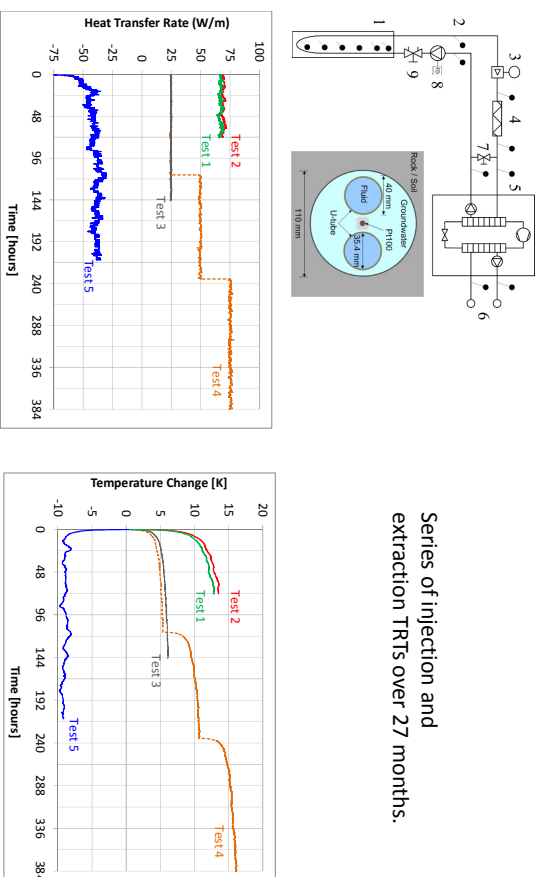 Series of injection and
extraction TRTs over 27 months.
1
2
3
4
5
6
7
8
9
Rock / Soil
Groundwater
Pt100
40 mm
Fluid
35.4 mm
U-tube
110 mm
Heat Transfer Rate (W/m)
100
75
50
25
0
-25
-50
-75
0
48
96
144
192
240
288
336
384
Time [hours]
Test 2
Test 1
Test 3
Test 4
Test 5
Temperature Change [K]
20
15
10
5
0
-5
-10
0
48
96
144
192
240
288
336
384
Time [hours]
Test 2
Test 1
Test 3
Test 4
Test 5